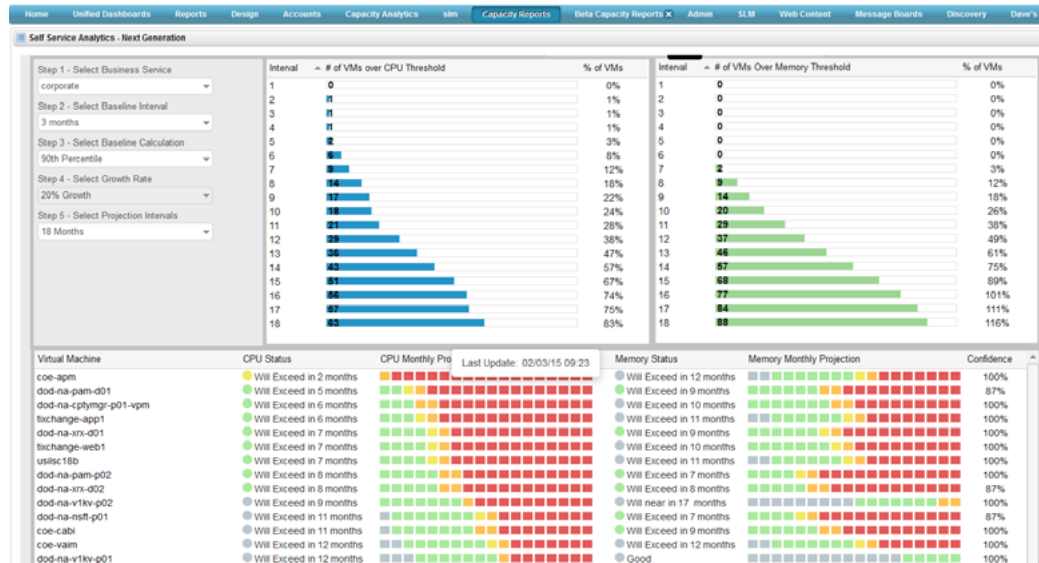 Home Unified Dashboards Reports Design Accounts Capacity Analytics slm Capacity Reports Beta Capacity Reports Admin SLM Web Content Message Boards Discovery Dave's
Self Service Analytics - Next Generation
Step 1 - Select Business Service
corporate
Step 2 - Select Baseline Interval
3 months
Step 3 - Select Baseline Calculation
90th Percentile
Step 4 - Select Growth Rate
20% Growth
Step 5 - Select Projection Intervals
18 Months
Interval # of VMs over CPU Threshold % of VMs
1 0 0%
2 1 1%
3 1 1%
4 1 1%
5 2 3%
6 6 8%
7 9 12%
8 14 18%
9 17 22%
10 18 24%
11 21 28%
12 29 38%
13 36 47%
14 43 57%
15 51 67%
16 56 74%
17 57 75%
18 63 83%
Interval # of VMs Over Memory Threshold % of VMs
1 0 0%
2 0 0%
3 0 0%
4 0 0%
5 0 0%
6 0 0%
7 2 3%
8 9 12%
9 14 18%
10 20 26%
11 29 38%
12 37 49%
13 46 61%
14 57 75%
15 68 89%
16 77 101%
17 84 111%
18 88 116%
Virtual Machine CPU Status CPU Monthly Pro Memory Status Memory Monthly Projection Confidence
Last Update: 02/03/15 09:23
coe-apm Will Exceed in 2 months Will Exceed in 12 months 100%
dod-na-pam-d01 Will Exceed in 5 months Will Exceed in 9 months 87%
dod-na-cptymgr-p01-vpm Will Exceed in 6 months Will Exceed in 10 months 100%
tixchange-app1 Will Exceed in 6 months Will Exceed in 11 months 100%
dod-na-xrx-d01 Will Exceed in 7 months Will Exceed in 9 months 100%
tixchange-web1 Will Exceed in 7 months Will Exceed in 10 months 100%
usilsc18b Will Exceed in 7 months Will Exceed in 11 months 100%
dod-na-pam-p02 Will Exceed in 8 months Will Exceed in 7 months 100%
dod-na-xrx-d02 Will Exceed in 8 months Will Exceed in 8 months 87%
dod-na-v1kv-p02 Will Exceed in 9 months Will near in 17 months 100%
dod-na-nsft-p01 Will Exceed in 11 months Will Exceed in 7 months 87%
coe-cabi Will Exceed in 11 months Will Exceed in 9 months 100%
coe-vaim Will Exceed in 12 months Will Exceed in 12 months 100%
dod-na-v1kv-p01 Will Exceed in 12 months Good 100%